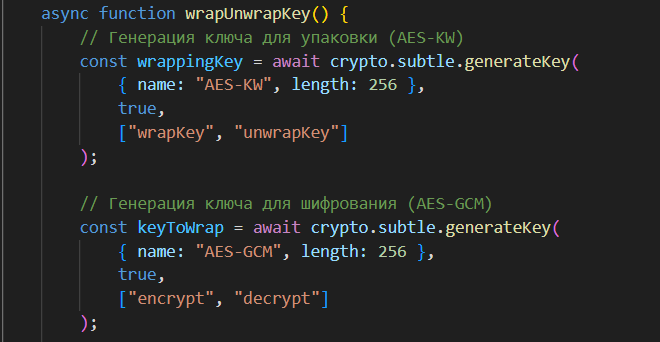 async function wrapUnwrapKey() {
// Генерация ключа для упаковки (AES-KW)
const wrappingKey = await crypto.subtle.generateKey(
{ name: "AES-KW", length: 256 },
true,
["wrapKey", "unwrapKey"]
);
// Генерация ключа для шифрования (AES-GCM)
const keyToWrap = await crypto.subtle.generateKey(
{ name: "AES-GCM", length: 256 },
true,
["encrypt", "decrypt"]
);